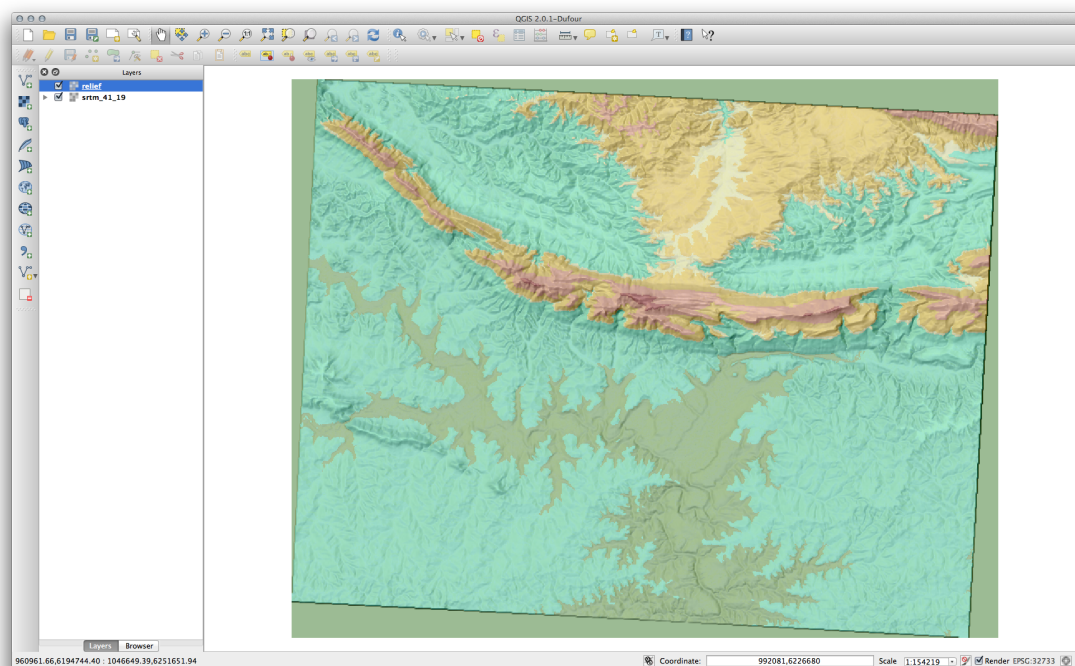 QGIS 2.0.1-Dufour
Layers
relief
srtm_41_19
Layers Browser
960961.66,6194744.40 : 1046649.39,6251651.94
Coordinate: 992081,6226680
Scale 1:154219
Render EPSG:32733